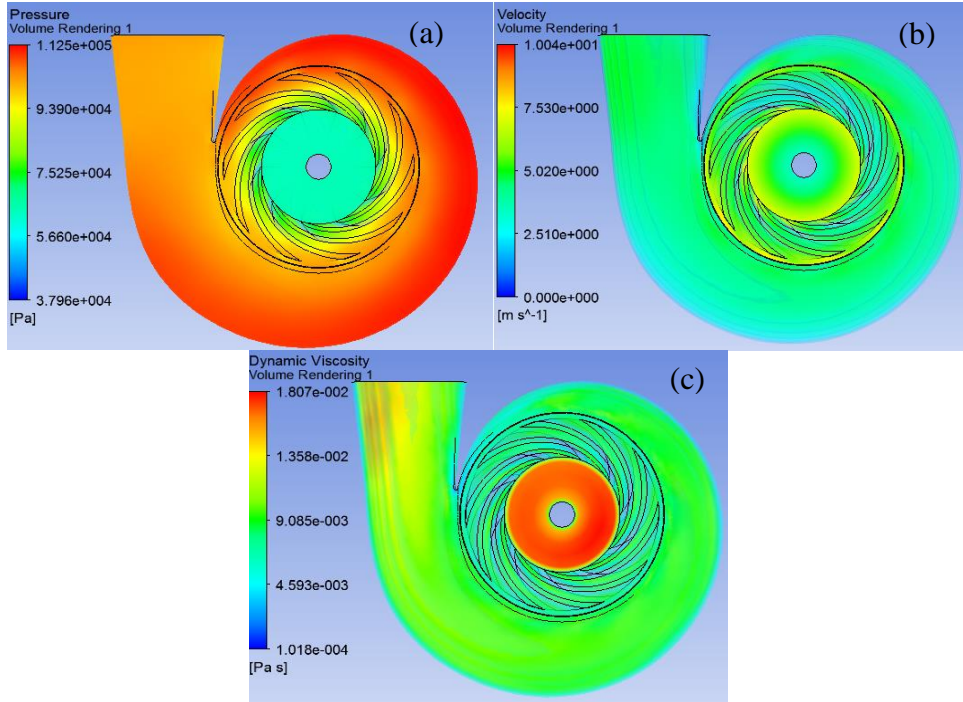 Pressure
Volume Rendering 1
(a)
1.125e+005
9.390e+004
7.525e+004
5.660e+004
3.796e+004
[Pa]
Velocity
Volume Rendering 1
(b)
1.004e+001
7.530e+000
5.020e+000
2.510e+000
0.000e+000
[m s^-1]
Dynamic Viscosity
Volume Rendering 1
(c)
1.807e-002
1.358e-002
9.085e-003
4.593e-003
1.018e-004
[Pa s]